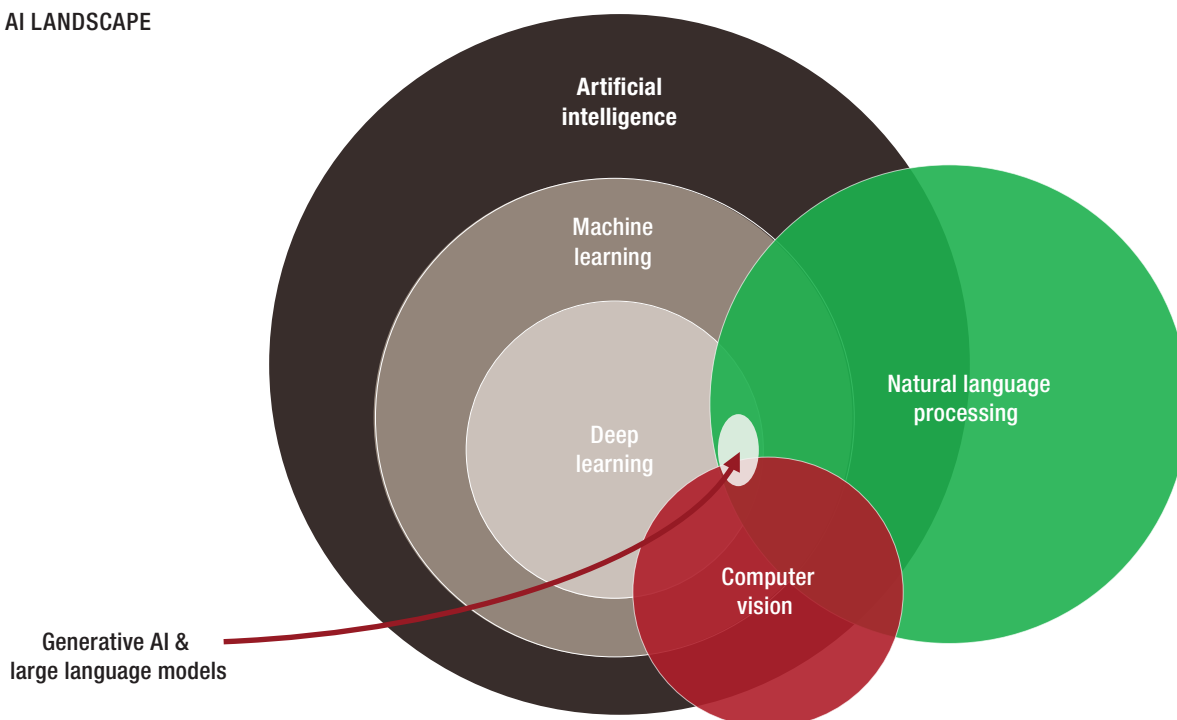 AI LANDSCAPE
Artificial
intelligence
Machine
learning
Natural language
processing
Deep
learning
Computer
vision
Generative AI &
large language models